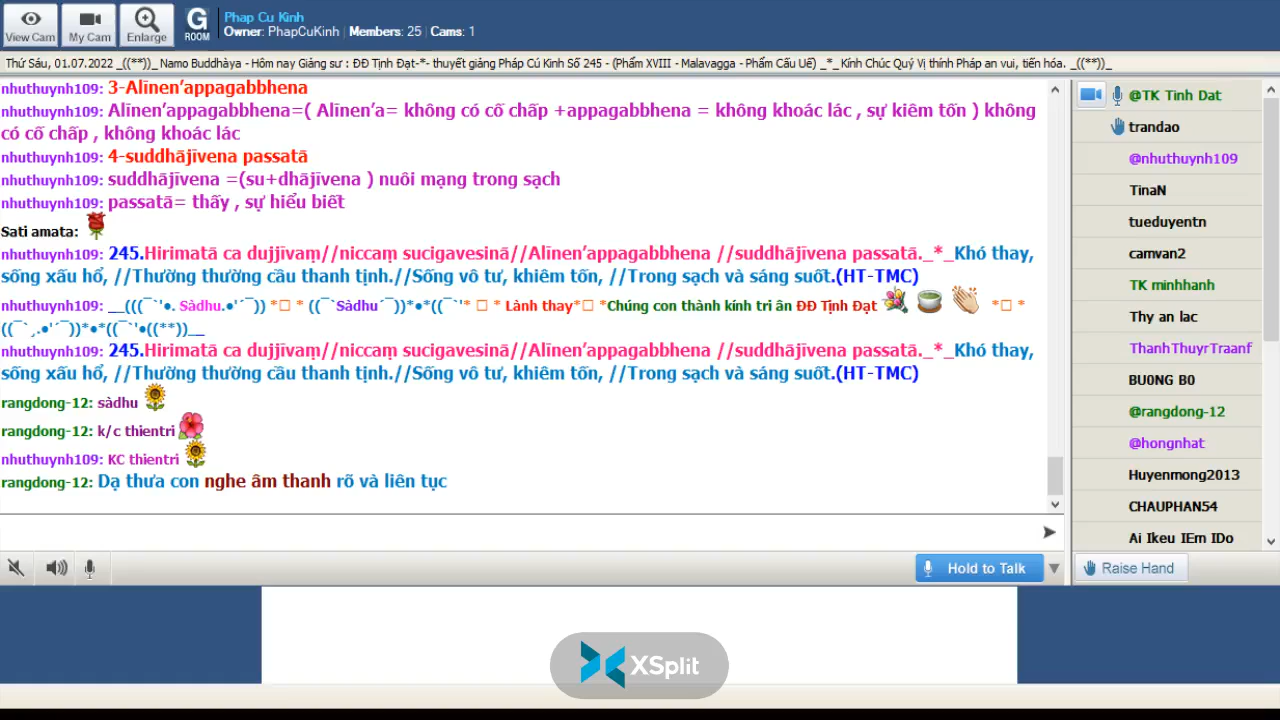 Phap Cu Kinh
Owner: PhapCuKinh | Members: 25 | Cams: 1
View Cam
My Cam
Enlarge
G
ROOM
Thứ Sáu, 01.07.2022 _((**))_ Namo Buddhàya - Hôm nay Giảng sư : ĐĐ Tịnh Đạt-*- thuyết giảng Pháp Cú Kinh Số 245 - (Phẩm XVIII - Malavagga - Phẩm Cấu Uế) _*_ Kính Chúc Quý Vị thính Pháp an vui, tiến hóa. _((**))_
nhuthuynh109: 3-Alīnen’appagabbhena
nhuthuynh109: Alīnen’appagabbhena=( Alīnen’a= không có cố chấp +appagabbhena = không khoác lác , sự kiêm tốn ) không
có cố chấp , không khoác lác
nhuthuynh109: 4-suddhājīvena passatā
nhuthuynh109: suddhājīvena =(su+dhājīvena ) nuôi mạng trong sạch
nhuthuynh109: passatā= thấy , sự hiểu biết
Sati amata:
nhuthuynh109: 245.Hirimatā ca dujjīvaṃ//niccaṃ sucigavesinā//Alīnen’appagabbhena //suddhājīvena passatā._*_Khó thay,
sống xấu hổ, //Thường thường cầu thanh tịnh.//Sống vô tư, khiêm tốn, //Trong sạch và sáng suốt.(HT-TMC)
nhuthuynh109: __(((¯`'•. Sàdhu.•'´¯)) *□ * ((¯`Sàdhu´¯))*•*((¯`'* □ * Lành thay*□ *Chúng con thành kính tri ân ĐĐ Tịnh Đạt *□ *
((¯`¸.•'´¯))*•*((¯`'•((**))__
nhuthuynh109: 245.Hirimatā ca dujjīvaṃ//niccaṃ sucigavesinā//Alīnen’appagabbhena //suddhājīvena passatā._*_Khó thay,
sống xấu hổ, //Thường thường cầu thanh tịnh.//Sống vô tư, khiêm tốn, //Trong sạch và sáng suốt.(HT-TMC)
rangdong-12: sàdhu
rangdong-12: k/c thientri
nhuthuynh109: KC thientri
rangdong-12: Dạ thưa con nghe âm thanh rõ và liên tục
@TK Tinh Dat
trandao
@nhuthuynh109
TinaN
tueduyentn
camvan2
TK minhhanh
Thy an lac
ThanhThuyrTraanf
BU0NG B0
@rangdong-12
@hongnhat
Huyenmong2013
CHAUPHAN54
Ai Ikeu IEm IDo
Hold to Talk
Raise Hand
XSplit